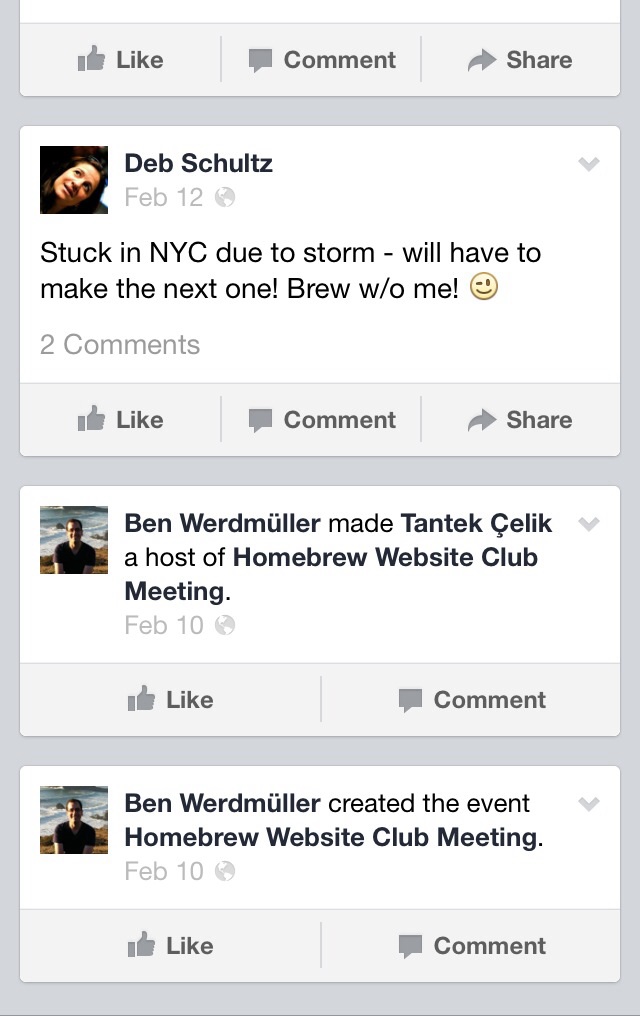 Like Comment Share
Deb Schultz
Feb 12
Stuck in NYC due to storm - will have to
make the next one! Brew w/o me! 😉
2 Comments
Like Comment Share
Ben Werdmüller made Tantek Çelik
a host of Homebrew Website Club
Meeting.
Feb 10
Like Comment
Ben Werdmüller created the event
Homebrew Website Club Meeting.
Feb 10
Like Comment